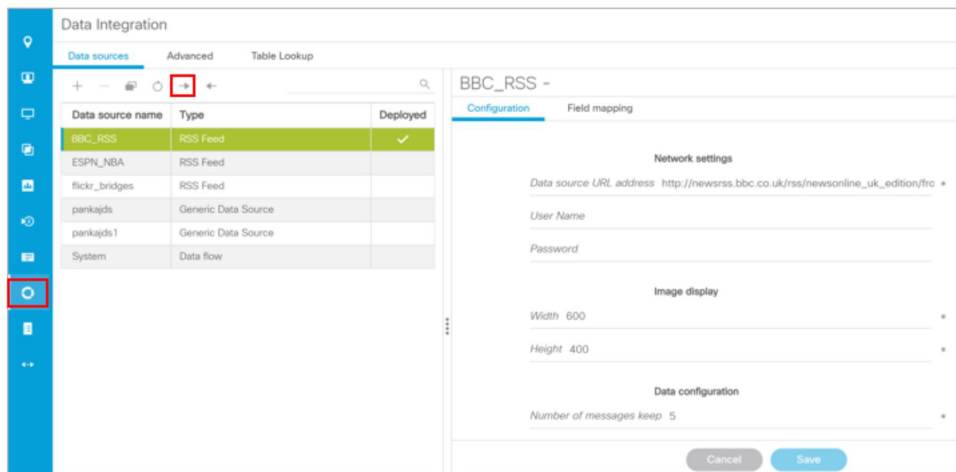 Data Integration
Data sources Advanced Table Lookup
Data source name Type Deployed
BBC_RSS RSS Feed
ESPN_NBA RSS Feed
flickr_bridges RSS Feed
pankajds Generic Data Source
pankajds1 Generic Data Source
System Data flow
BBC_RSS -
Configuration Field mapping
Network settings
Data source URL address http://newsrss.bbc.co.uk/rss/newsonline_uk_edition/fro *
User Name
Password
Image display
Width 600 *
Height 400 *
Data configuration
Number of messages keep 5 *
Cancel Save